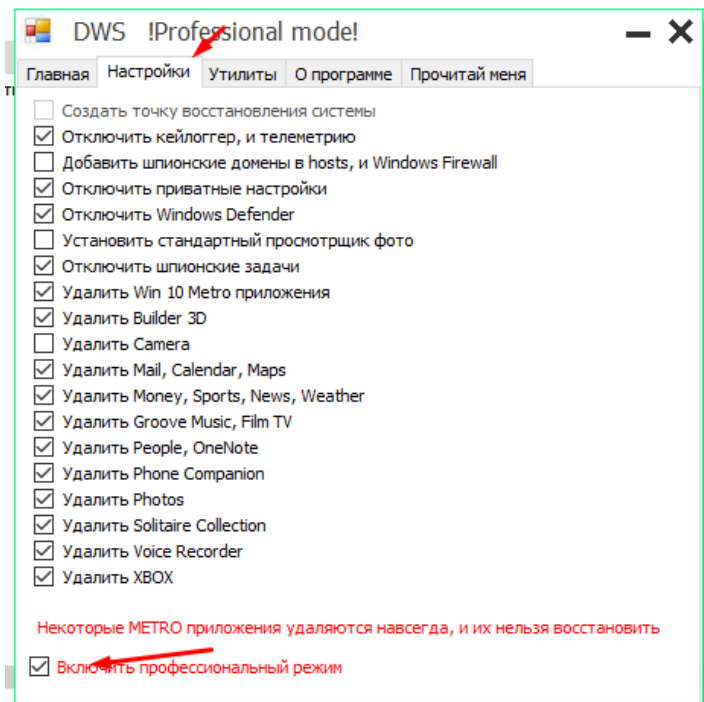 DWS !Professional mode!
Главная Настройки Утилиты О программе Прочитай меня
Создать точку восстановления системы
Отключить кейлоггер, и телеметрию
Добавить шпионские домены в hosts, и Windows Firewall
Отключить приватные настройки
Отключить Windows Defender
Установить стандартный просмотрщик фото
Отключить шпионские задачи
Удалить Win 10 Metro приложения
Удалить Builder 3D
Удалить Camera
Удалить Mail, Calendar, Maps
Удалить Money, Sports, News, Weather
Удалить Groove Music, Film TV
Удалить People, OneNote
Удалить Phone Companion
Удалить Photos
Удалить Solitaire Collection
Удалить Voice Recorder
Удалить XBOX
Некоторые METRO приложения удаляются навсегда, и их нельзя восстановить
Включить профессиональный режим